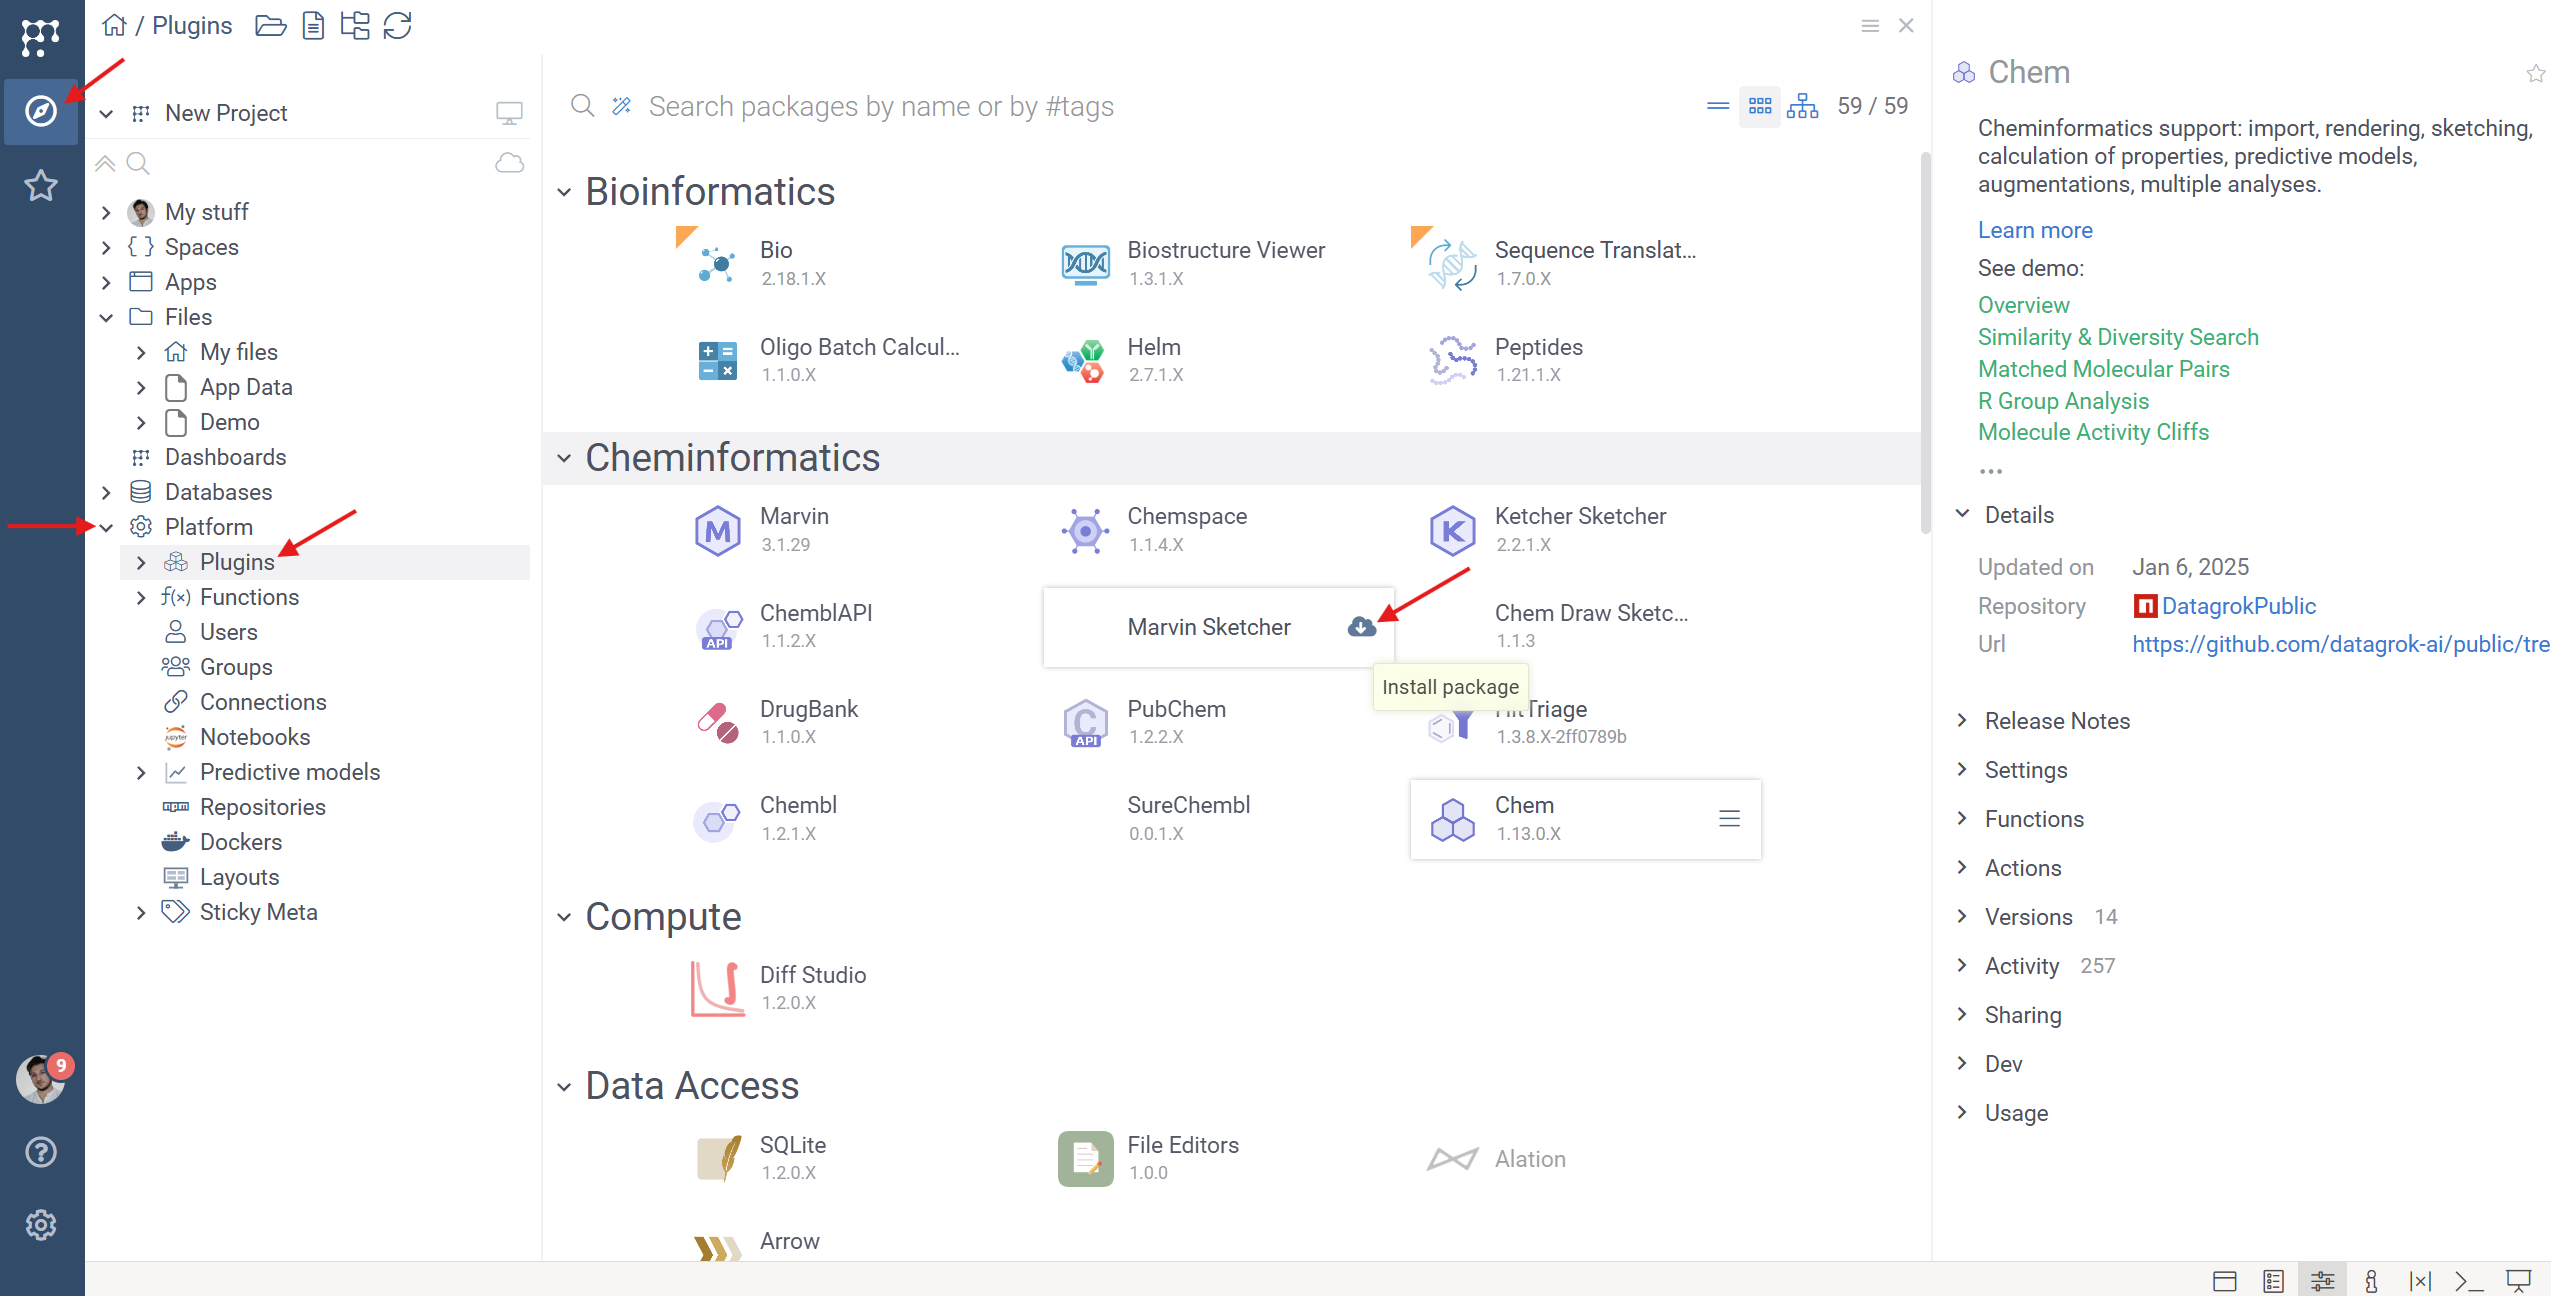 / Plugins
New Project
My stuff
Spaces
Apps
Files
My files
App Data
Demo
Dashboards
Databases
Platform
Plugins
f(x) Functions
Users
Groups
Connections
jupyter Notebooks
Predictive models
Repositories
Dockers
Layouts
Sticky Meta
9
Search packages by name or by #tags
59 / 59
Bioinformatics
Bio
2.18.1.X
Biostructure Viewer
1.3.1.X
Sequence Translat...
1.7.0.X
Oligo Batch Calcul...
1.1.0.X
Helm
2.7.1.X
Peptides
1.21.1.X
Cheminformatics
M
Marvin
3.1.29
Chemspace
1.1.4.X
K
Ketcher Sketcher
2.2.1.X
API
ChemblAPI
1.1.2.X
Marvin Sketcher
Chem Draw Sketc...
1.1.3
Install package
DrugBank
1.1.0.X
C
API
PubChem
1.2.2.X
HitTriage
1.3.8.X-2ff0789b
Chembl
1.2.1.X
SureChembl
0.0.1.X
Chem
1.13.0.X
Compute
Diff Studio
1.2.0.X
Data Access
SQLite
1.2.0.X
File Editors
1.0.0
Alation
Arrow
Chem
Cheminformatics support: import, rendering, sketching,
calculation of properties, predictive models,
augmentations, multiple analyses.
Learn more
See demo:
Overview
Similarity & Diversity Search
Matched Molecular Pairs
R Group Analysis
Molecule Activity Cliffs
...
Details
Updated on Jan 6, 2025
Repository DatagrokPublic
Url https://github.com/datagrok-ai/public/tre
Release Notes
Settings
Functions
Actions
Versions 14
Activity 257
Sharing
Dev
Usage